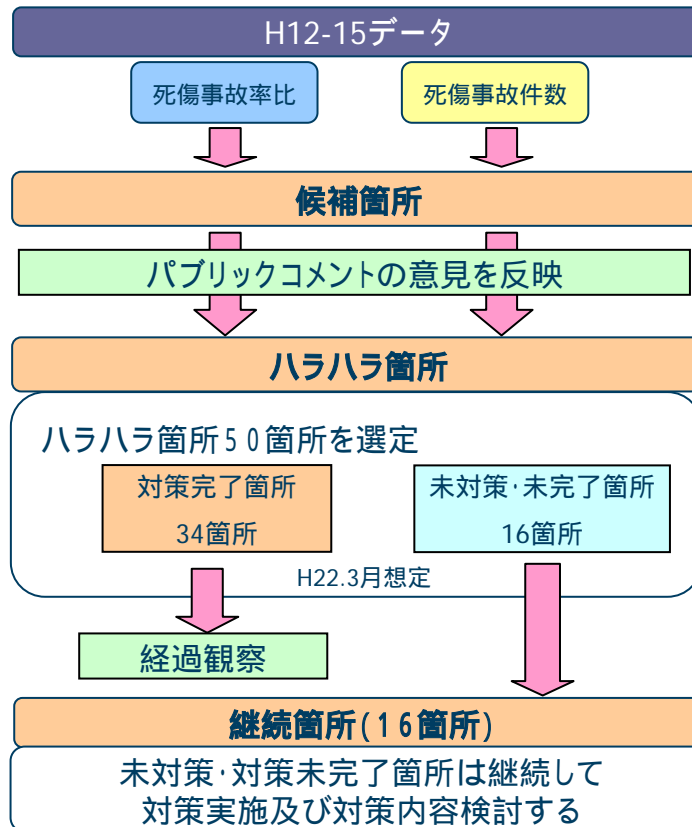 H12-15データ
死傷事故率比
死傷事故件数
候補箇所
パブリックコメントの意見を反映
ハラハラ箇所
ハラハラ箇所50箇所を選定
対策完了箇所
34箇所
未対策・未完了箇所
16箇所
H22.3月想定
経過観察
継続箇所(16箇所)
未対策・対策未完了箇所は継続して
対策実施及び対策内容検討する